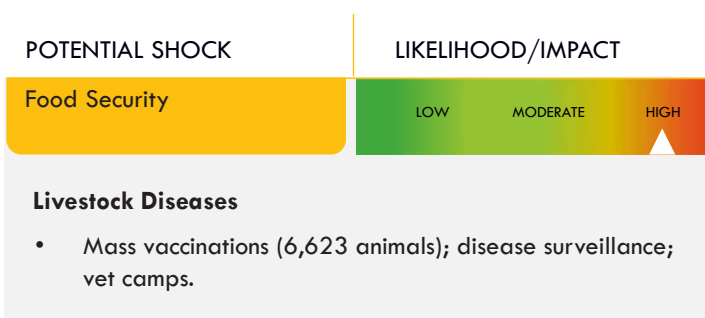 POTENTIAL SHOCK
LIKELIHOOD/IMPACT
Food Security
LOW
MODERATE
HIGH
Livestock Diseases
• Mass vaccinations (6,623 animals); disease surveillance;
vet camps.